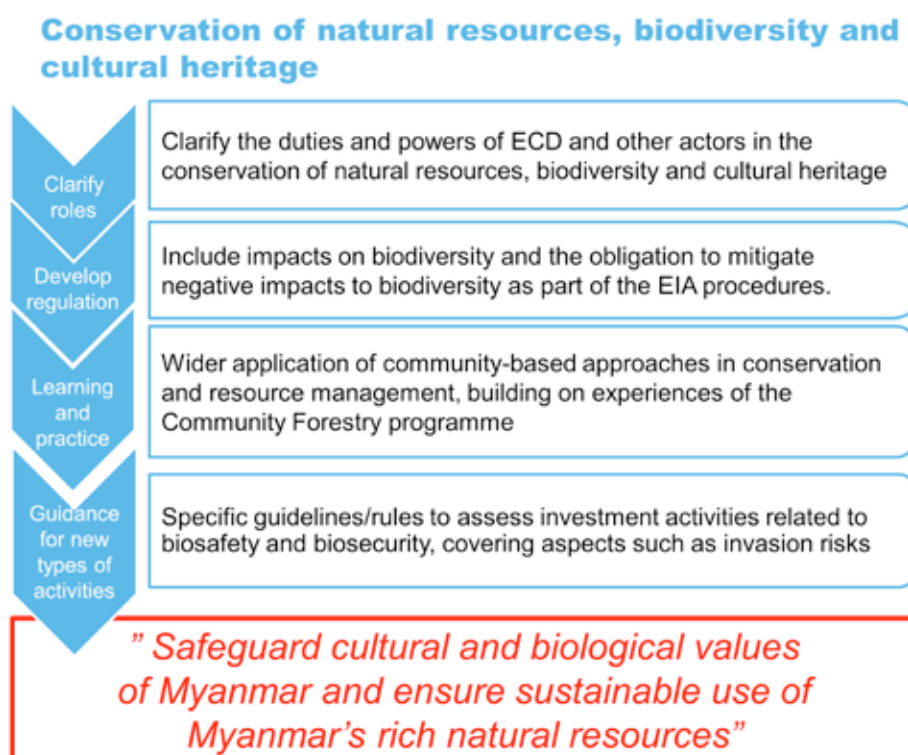 Conservation of natural resources, biodiversity and
cultural heritage
Clarify
roles
Clarify the duties and powers of ECD and other actors in the
conservation of natural resources, biodiversity and cultural heritage
Develop
regulation
Include impacts on biodiversity and the obligation to mitigate
negative impacts to biodiversity as part of the EIA procedures.
Learning
and
practice
Wider application of community-based approaches in conservation
and resource management, building on experiences of the
Community Forestry programme
Guidance
for new
types of
activities
Specific guidelines/rules to assess investment activities related to
biosafety and biosecurity, covering aspects such as invasion risks
” Safeguard cultural and biological values
of Myanmar and ensure sustainable use of
Myanmar’s rich natural resources”